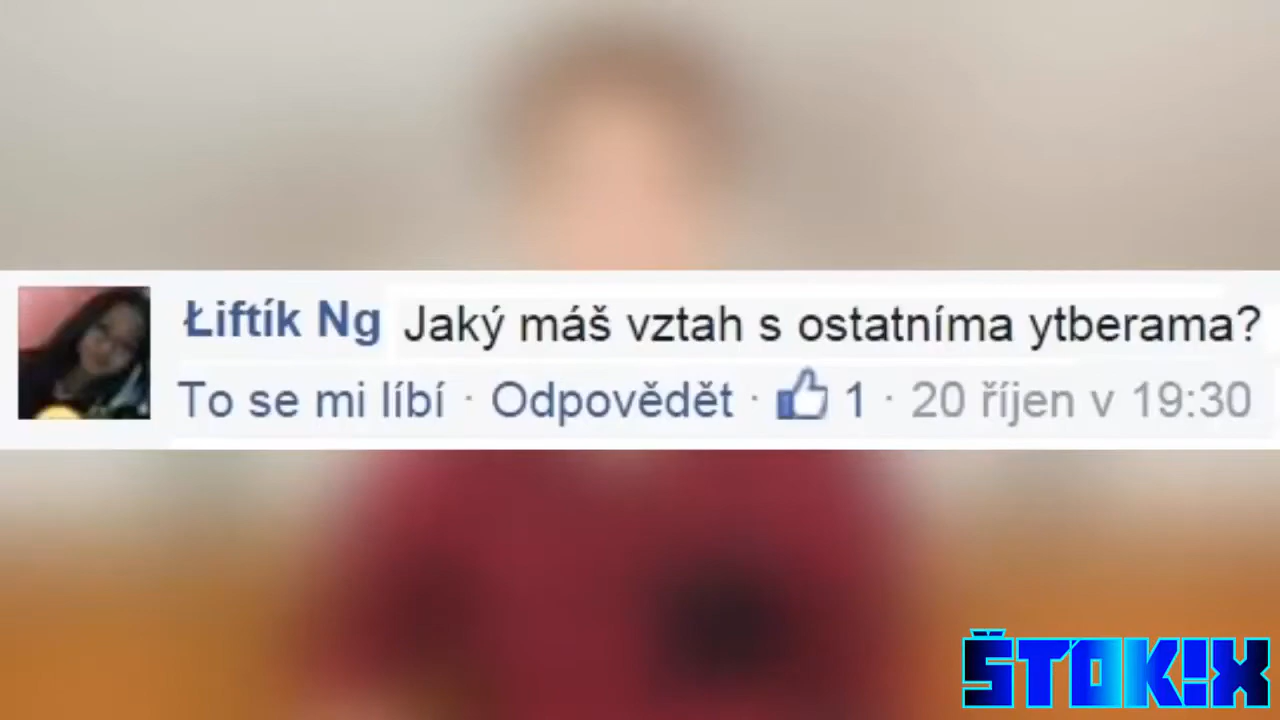 Łiftík Ng Jaký máš vztah s ostatníma ytberama?
To se mi líbí · Odpovědět · 1 · 20 říjen v 19:30
ŠTOK!X